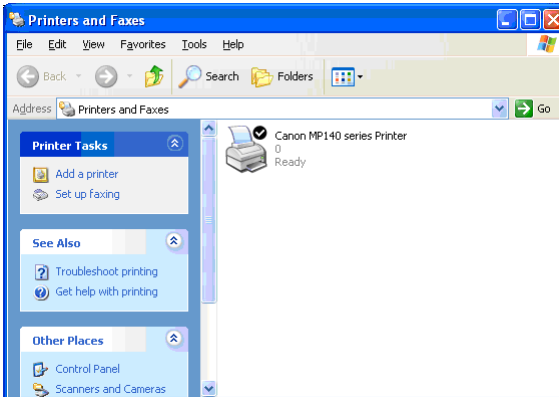 Printers and Faxes
File Edit View Favorites Tools Help
Back Search Folders
Address Printers and Faxes Go
Printer Tasks
Add a printer
Set up faxing
See Also
Troubleshoot printing
Get help with printing
Other Places
Control Panel
Scanners and Cameras
Canon MP140 series Printer
0
Ready